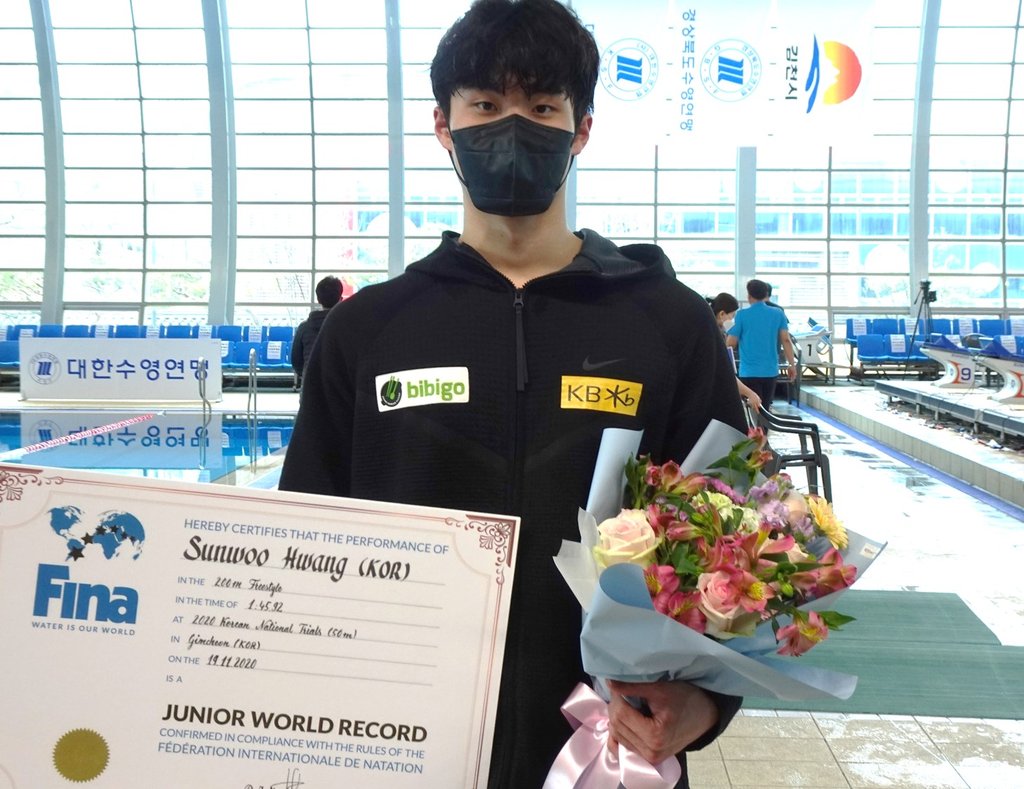 경상북도수영연맹
김천시
대한수영연맹
1
9
bibigo
KB
Fina
WATER IS OUR WORLD
HEREBY CERTIFIES THAT THE PERFORMANCE OF
Sunwoo Hwang (KOR)
IN THE 200m Freestyle
IN THE TIME OF 1:45.92
AT 2020 Korean National Trials (50m)
IN Gimcheon (KOR)
ON THE 19.11.2020
IS A
JUNIOR WORLD RECORD
CONFIRMED IN COMPLIANCE WITH THE RULES OF THE
FÉDÉRATION INTERNATIONALE DE NATATION